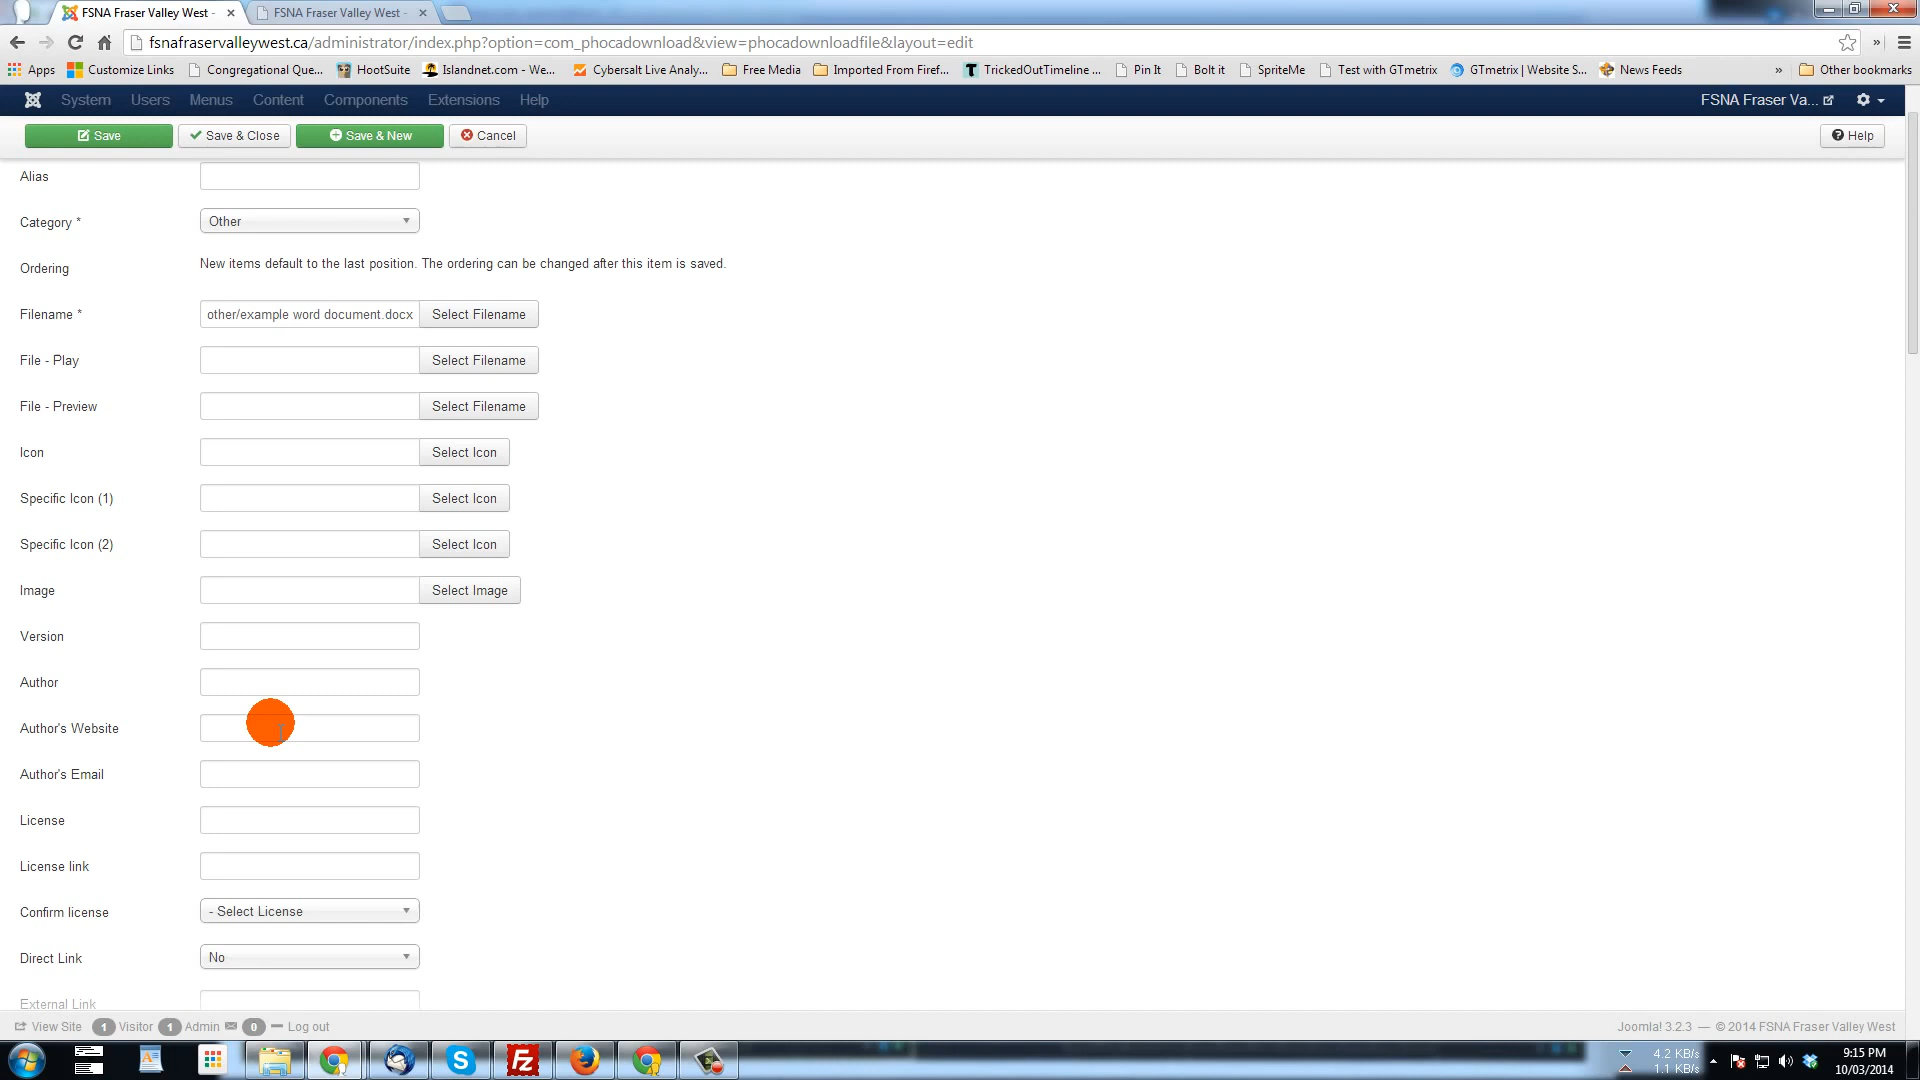 FSNA Fraser Valley West -
FSNA Fraser Valley West -
fsnafraservalleywest.ca/administrator/index.php?option=com_phocadownload&view=phocadownloadfile&layout=edit
Apps Customize Links Congregational Que... HootSuite Islandnet.com - We... Cybersalt Live Analy... Free Media Imported From Firef... TrickedOutTimeline ... Pin It Bolt it SpriteMe Test with GTmetrix GTmetrix | Website S... News Feeds » Other bookmarks
System Users Menus Content Components Extensions Help FSNA Fraser Va...
Save Save & Close Save & New Cancel Help
Alias
Category * Other
Ordering New items default to the last position. The ordering can be changed after this item is saved.
Filename * other/example word document.docx Select Filename
File - Play Select Filename
File - Preview Select Filename
Icon Select Icon
Specific Icon (1) Select Icon
Specific Icon (2) Select Icon
Image Select Image
Version
Author
Author's Website
Author's Email
License
License link
Confirm license - Select License
Direct Link No
External Link
View Site 1 Visitor 1 Admin 0 Log out Joomla! 3.2.3 — © 2014 FSNA Fraser Valley West
4.2 KB/s 9:15 PM
1.1 KB/s 10/03/2014